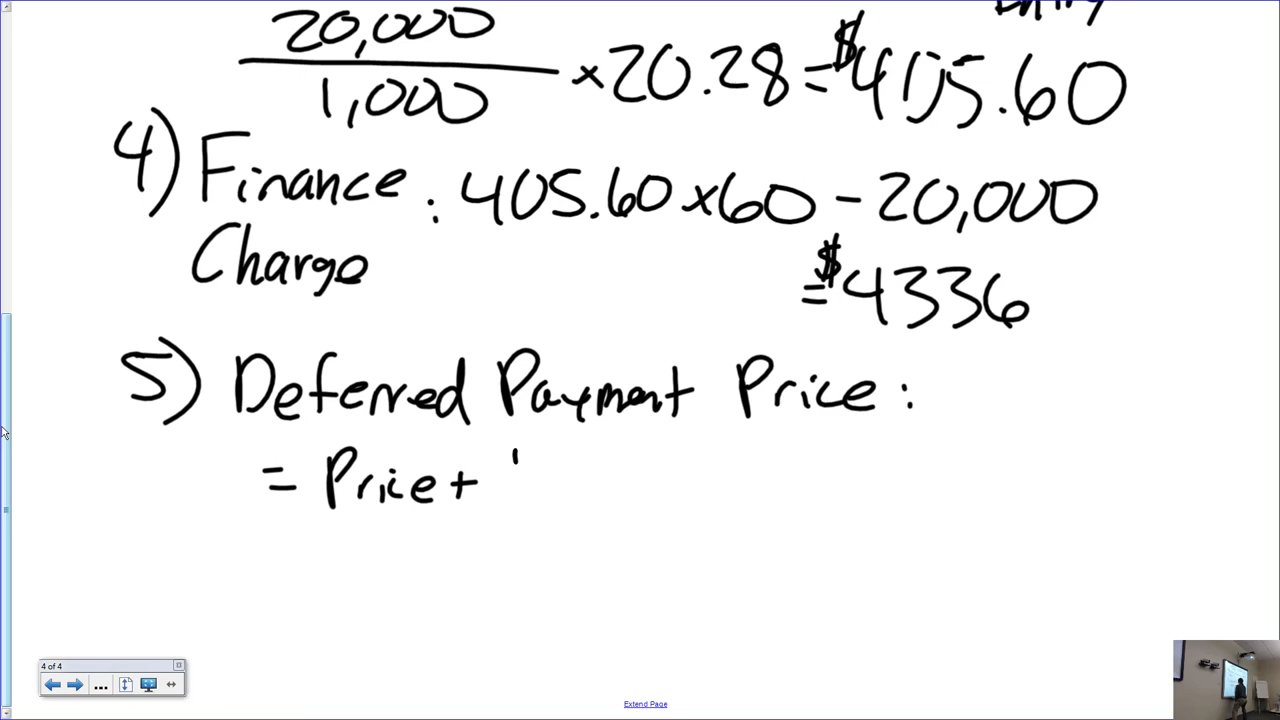 20,000
1,000
×20.28=$405.60
4) Finance Charge : 405.60×60 -20,000
=$4336
5) Deferred Payment Price:
= Price+
4 of 4
...
Extend Page